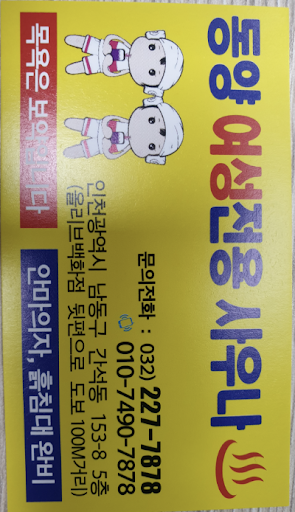 동양 여성전용 사우나
목욕은 보약입니다
문의전화 : 032) 227-7878
010-7490-7878
인천광역시 남동구 간석동 153-8 5층
(올리브백화점 뒷편으로 도보 100M거리)
안마의자, 흙침대 완비